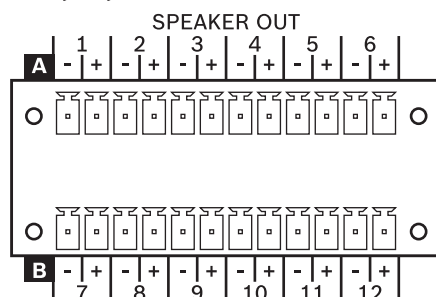 SPEAKER OUT
1 2 3 4 5 6
A - + - + - + - + - + - +
B - + - + - + - + - + - +
7 8 9 10 11 12